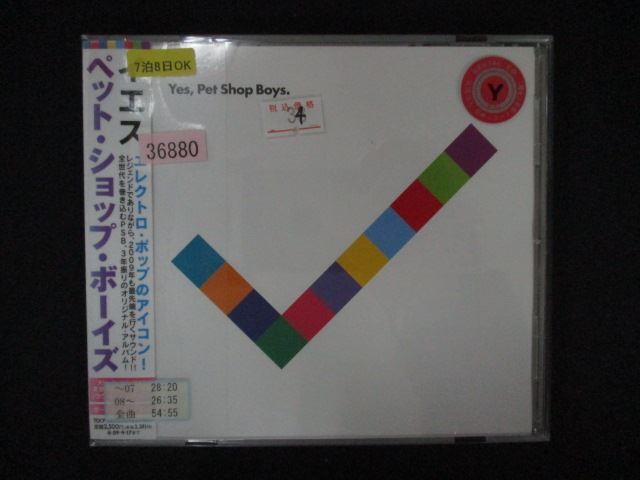 7泊8日OK
イエス
ペット・ショップ・ボーイズ
エレクトロ・ポップのアイコン!
レジェンドでありながら、2009年も最先端を行くサウンド!!
全世代を巻き込むPSB、3年振りのオリジナル・アルバム!
36880
Yes, Pet Shop Boys.
税込価格
34
Y
～07 28:20
08～ 26:35
全曲 54:55